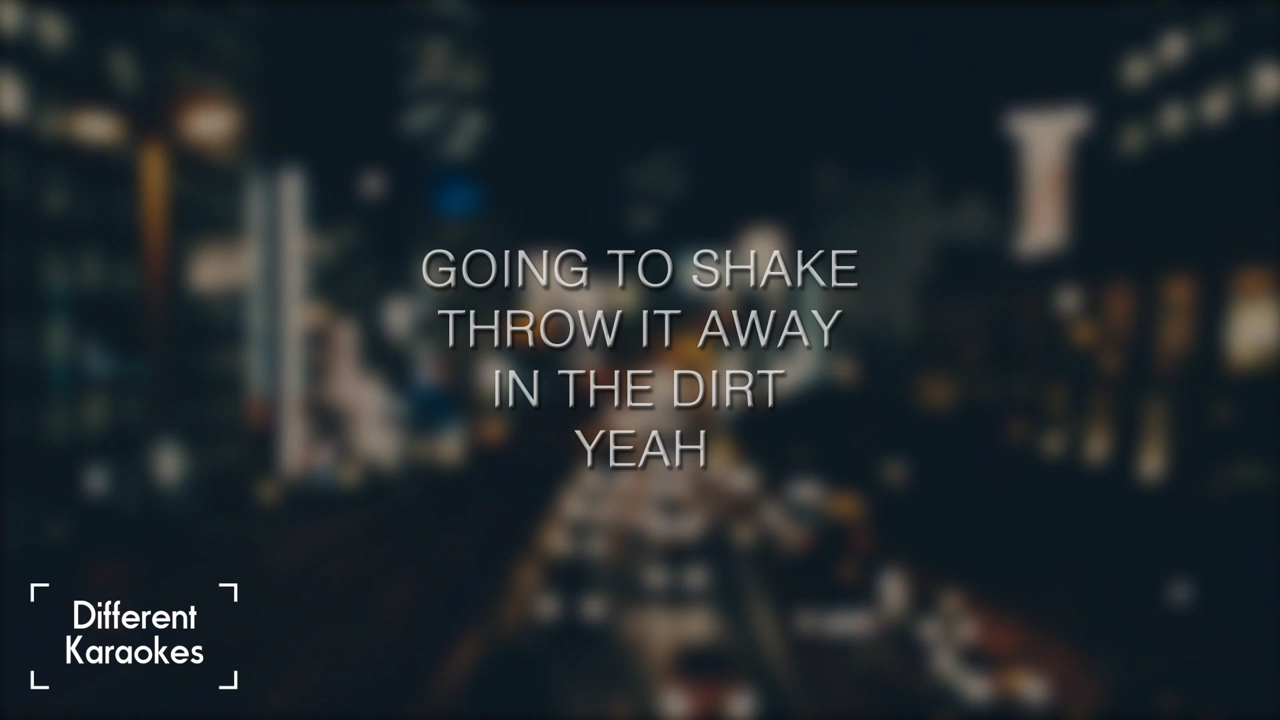 GOING TO SHAKE
THROW IT AWAY
IN THE DIRT
YEAH
Different
Karaokes